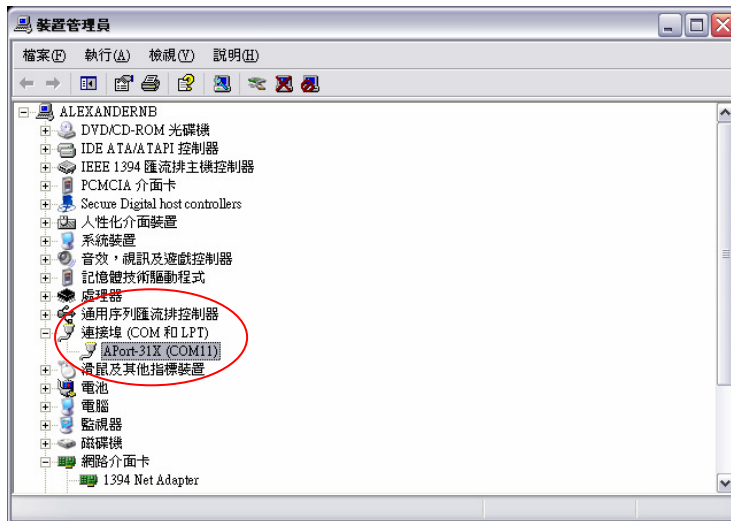 裝置管理員
檔案(F) 執行(A) 檢視(V) 說明(H)
ALEXANDERNB
DVD/CD-ROM 光碟機
IDE ATA/ATAPI 控制器
IEEE 1394 匯流排主機控制器
PCMCIA 介面卡
Secure Digital host controllers
人性化介面裝置
系統裝置
音效，視訊及遊戲控制器
記憶體技術驅動程式
處理器
通用序列匯流排控制器
連接埠 (COM 和 LPT)
APort-31X (COM11)
滑鼠及其他指標裝置
電池
電腦
監視器
磁碟機
網路介面卡
1394 Net Adapter